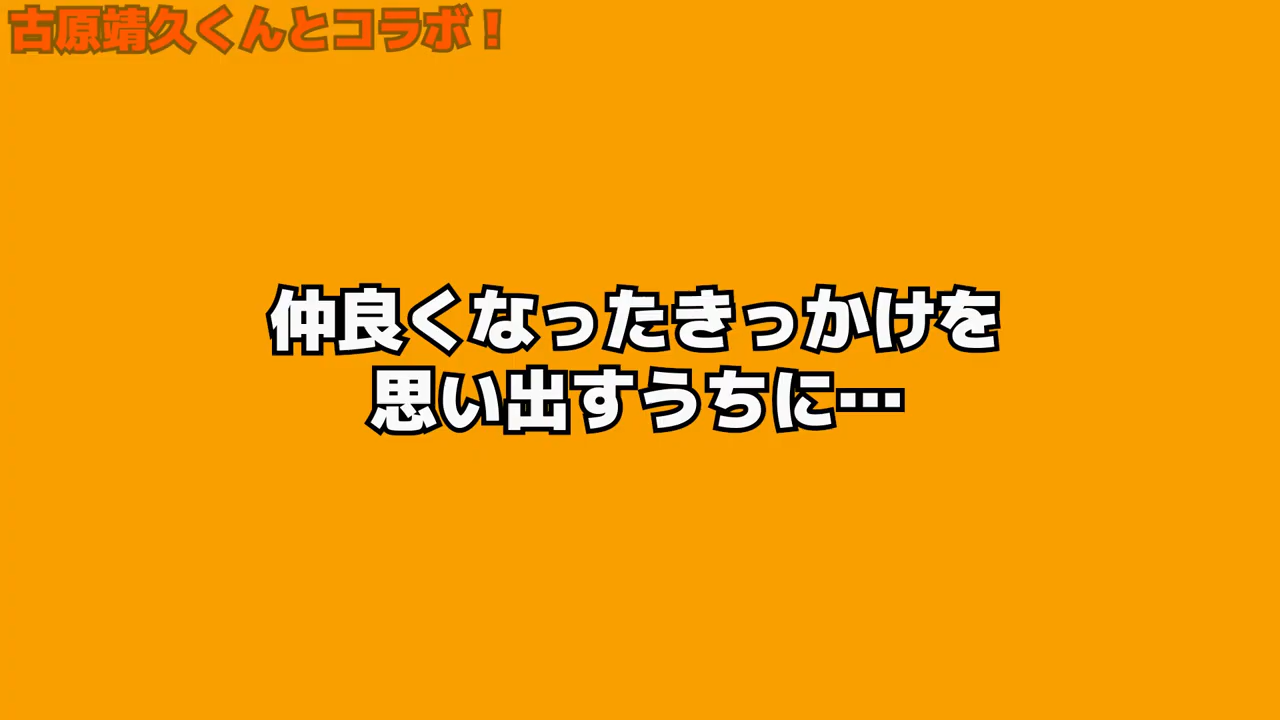 古原靖久くんとコラボ！
仲良くなったきっかけを
思い出すうちに…